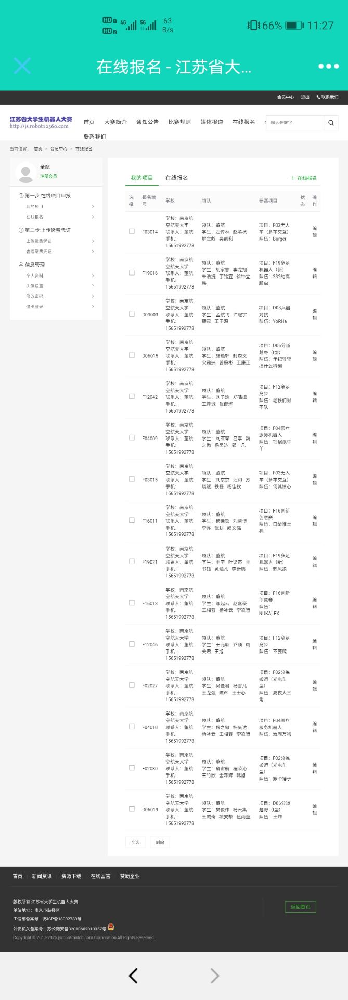 HD 1 4G 5G 63 66% 11:27
HD 2 B/s
在线报名 - 江苏省大...
会员中心 退出 联系我们
江苏省大学生机器人大赛
http://js.robot12360.com
首页 大赛简介 通知公告 比赛规则 媒体报道 在线报名
输入关健字
联系我们
当前位置: 首页 > 会员中心 > 在线报名
董航
注册会员
第一步:在线项目申报
我的项目
在线报名
第二步:上传缴费凭证
上传缴费凭证
查看缴费凭证
信息管理
个人资料
头像设置
修改密码
退出登录
我的项目 在线报名 + 在线报名
选择 报名编号 学校 领队 参赛项目 状态 操作
F03014
学校：南京航
空航天大学
联系人：董航
手机：
15651992778
领队：董航
学生：左传林 赵茗杭
解金彪 吴凯利
项目：F03无人
车（多车交互）
队伍：Burger
编辑
F19016
学校：南京航
空航天大学
联系人：董航
手机：
15651992778
领队：董航
学生：胡家睿 李龙翔
朱浩提 丁铭宣 徐钟宜
韩
项目：F19多足
机器人（新）
队伍：232的高
脚虫
编辑
D03003
学校：南京航
空航天大学
联系人：董航
手机：
15651992778
领队：董航
学生：孟航飞 许耀宇
薛震 王子源
项目：D03兵器
对抗
队伍：YoRHa
编辑
D06015
学校：南京航
空航天大学
联系人：董航
手机：
15651992778
领队：董航
学生：施逸轩 封森文
宋雅洲 曾蔚彬 王康正
项目：D06分道
越野（I型）
队伍：年纪轻轻
搞什么科创
编辑
F12042
学校：南京航
空航天大学
联系人：董航
手机：
15651992778
领队：董航
学生：刘子逸 郑皓振
王泽诚 张健烨
项目：F12窄足
竞步
队伍：老铁们对
不队
编辑
F04009
学校：南京航
空航天大学
联系人：董航
手机：
15651992778
领队：董航
学生：刘亚琴 吕享 魏
之傲 杨昊达 郭一凡
项目：F04医疗
服务机器人
队伍：铝锅煨牛
羊
编辑
F03015
学校：南京航
空航天大学
联系人：董航
手机：
15651992778
领队：董航
学生：刘京京 汪和 方
琪斌 铁磊 杨佳钦
项目：F03无人
车（多车交互）
队伍：何其惊心
编辑
F16011
学校：南京航
空航天大学
联系人：董航
手机：
15651992778
领队：董航
学生：杨佳钦 刘清博
李亦 张耕 阙文强
项目：F16创新
创意赛
队伍：白给推土
机
编辑
F19021
学校：南京航
空航天大学
联系人：董航
手机：
15651992778
领队：董航
学生：王宁 叶梁杰 王
书钰 黄逸凡 李新鹏
项目：F19多足
机器人（新）
队伍：御风狼
编辑
F16013
学校：南京航
空航天大学
联系人：董航
手机：
15651992778
领队：董航
学生：邬起云 赵嘉豪
王相蓉 杨冰云 李凌智
项目：F16创新
创意赛
队伍：
NUKALEX
编辑
F12046
学校：南京航
空航天大学
联系人：董航
手机：
15651992778
领队：董航
学生：王元耿 乔硕 周
美君 王旭
项目：F12窄足
竞步
队伍：不要爬
编辑
F02027
学校：南京航
空航天大学
联系人：董航
手机：
15651992778
领队：董航
学生：吴佳君 杨雪凡
王龙强 陈辉 王士心
项目：F02分拣
搬运（光电车
型）
队伍：夏夜大三
角
编辑
F04010
学校：南京航
空航天大学
联系人：董航
手机：
15651992778
领队：董航
学生：魏之傲 杨昊达
杨冰云 王相蓉 李凌智
项目：F04医疗
服务机器人
队伍：治周万物
编辑
F02030
学校：南京航
空航天大学
联系人：董航
手机：
15651992778
领队：董航
学生：俞宙航 程荣沁
王竹欣 金泽辉 韩旭
项目：F02分拣
搬运（光电车
型）
队伍：搬个锤子
编辑
D06019
学校：南京航
空航天大学
联系人：董航
手机：
15651992778
领队：董航
学生：樊俊伟 杨云集
王威奇 项安黎 伍雨童
项目：D06分道
越野（I型）
队伍：王炸
编辑
全选 删除
首页 新闻资讯 资源下载 在线留言 赞助企业
版权所有 江苏省大学生机器人大赛
单位地址：南京市鼓楼区
工信部备案号：苏ICP备18002789号
公安机关备案号：苏公网安备32010602010357号
Copyright © 2017-2025 jsrobotmatch.com Corporation,All Rights Reserved.
返回首页